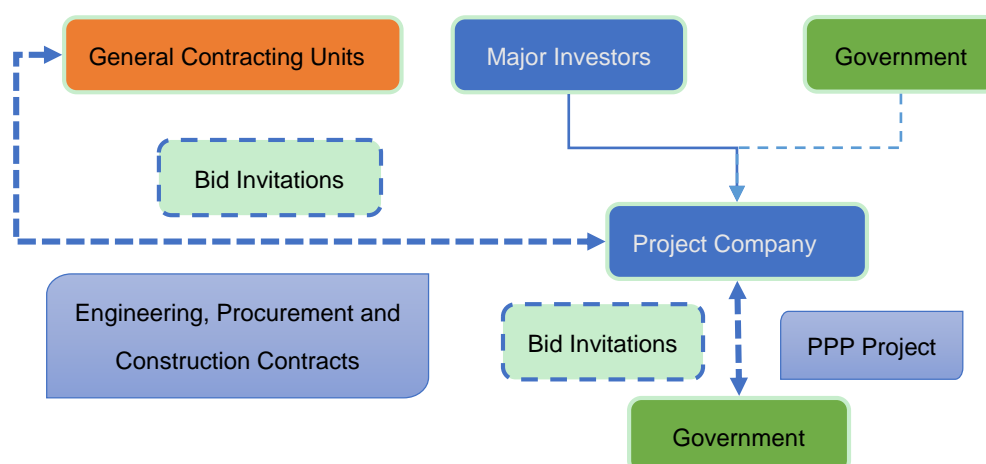 General Contracting Units
Major Investors
Government
Bid Invitations
Project Company
Engineering, Procurement and
Construction Contracts
Bid Invitations
PPP Project
Government